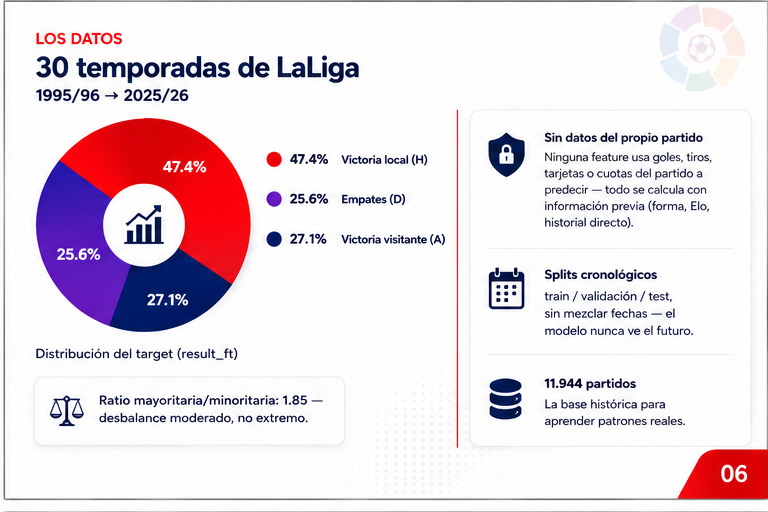 LOS DATOS
30 temporadas de LaLiga
1995/96 → 2025/26
47.4%
25.6%
27.1%
47.4% Victoria local (H)
25.6% Empates (D)
27.1% Victoria visitante (A)
Distribución del target (result_ft)
Ratio mayoritaria/minoritaria: 1.85 —
desbalance moderado, no extremo.
Sin datos del propio partido
Ninguna feature usa goles, tiros,
tarjetas o cuotas del partido a
predecir — todo se calcula con
información previa (forma, Elo,
historial directo).
Splits cronológicos
train / validación / test,
sin mezclar fechas — el
modelo nunca ve el futuro.
11.944 partidos
La base histórica para
aprender patrones reales.
06